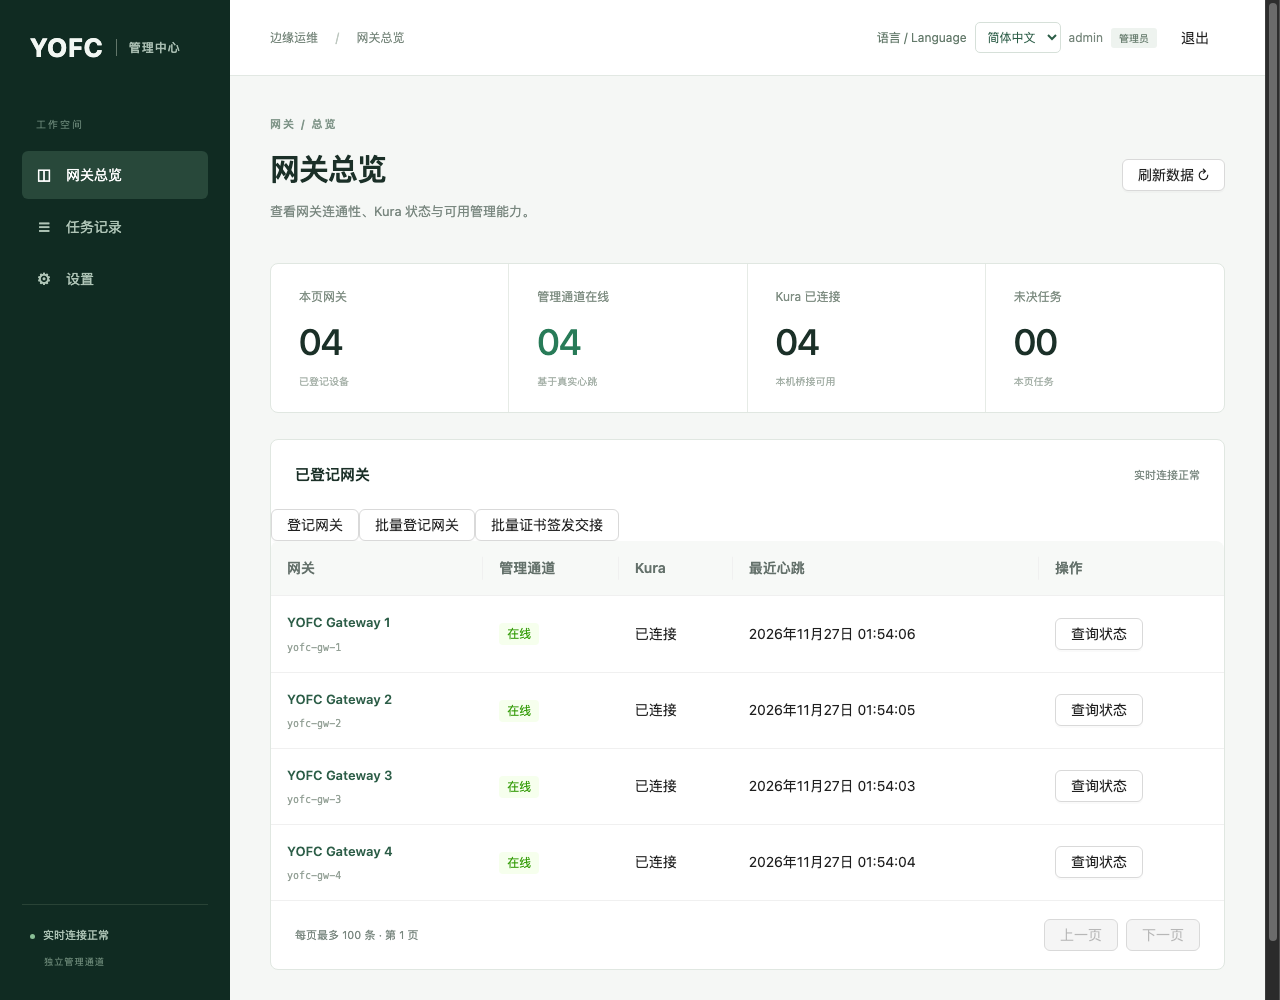 YOFC 管理中心
工作空间
网关总览
任务记录
设置
实时连接正常
独立管理通道
边缘运维 / 网关总览
语言 / Language 简体中文 admin 管理员 退出
网关 / 总览
网关总览
刷新数据
查看网关连通性、Kura 状态与可用管理能力。
本页网关
04
已登记设备
管理通道在线
04
基于真实心跳
Kura 已连接
04
本机桥接可用
未决任务
00
本页任务
已登记网关
实时连接正常
登记网关 批量登记网关 批量证书签发交接
网关 管理通道 Kura 最近心跳 操作
YOFC Gateway 1
yofc-gw-1
在线 已连接 2026年11月27日 01:54:06 查询状态
YOFC Gateway 2
yofc-gw-2
在线 已连接 2026年11月27日 01:54:05 查询状态
YOFC Gateway 3
yofc-gw-3
在线 已连接 2026年11月27日 01:54:03 查询状态
YOFC Gateway 4
yofc-gw-4
在线 已连接 2026年11月27日 01:54:04 查询状态
每页最多 100 条 · 第 1 页
上一页 下一页